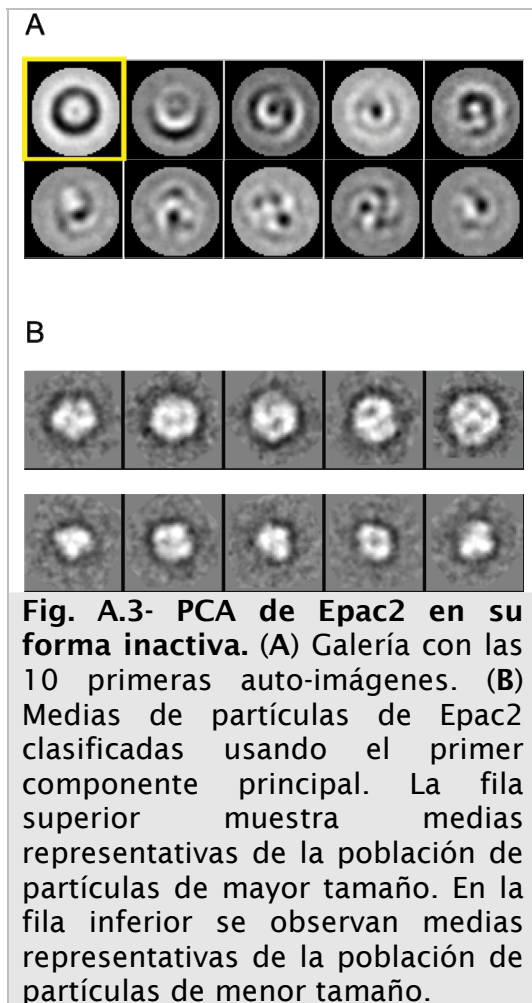 A
B
Fig. A.3- PCA de Epac2 en su
forma inactiva. (A) Galería con las
10 primeras auto-imágenes. (B)
Medias de partículas de Epac2
clasificadas usando el primer
componente principal. La fila
superior muestra medias
representativas de la población de
partículas de mayor tamaño. En la
fila inferior se observan medias
representativas de la población de
partículas de menor tamaño.